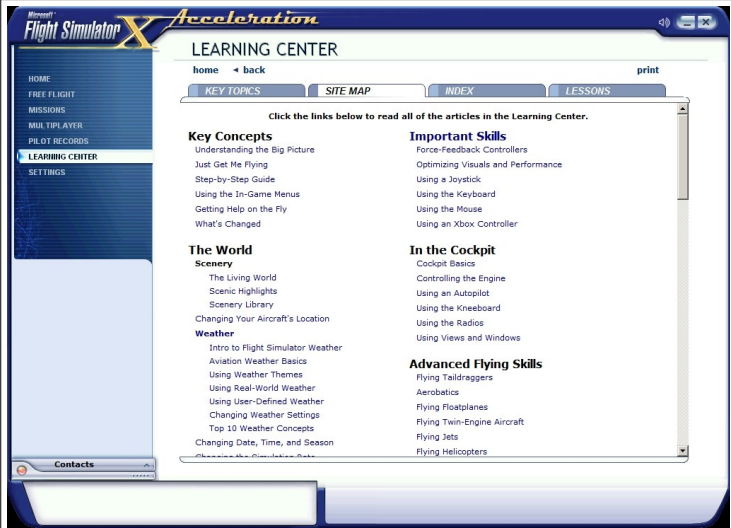 Microsoft
Flight Simulator X Acceleration
LEARNING CENTER
home back print
KEY TOPICS SITE MAP INDEX LESSONS
HOME
FREE FLIGHT
MISSIONS
MULTIPLAYER
PILOT RECORDS
LEARNING CENTER
SETTINGS
Click the links below to read all of the articles in the Learning Center.
Key Concepts
Understanding the Big Picture
Just Get Me Flying
Step-by-Step Guide
Using the In-Game Menus
Getting Help on the Fly
What's Changed
The World
Scenery
The Living World
Scenic Highlights
Scenery Library
Changing Your Aircraft's Location
Weather
Intro to Flight Simulator Weather
Aviation Weather Basics
Using Weather Themes
Using Real-World Weather
Using User-Defined Weather
Changing Weather Settings
Top 10 Weather Concepts
Changing Date, Time, and Season
Changing the Simulation Rate
Important Skills
Force-Feedback Controllers
Optimizing Visuals and Performance
Using a Joystick
Using the Keyboard
Using the Mouse
Using an Xbox Controller
In the Cockpit
Cockpit Basics
Controlling the Engine
Using an Autopilot
Using the Kneeboard
Using the Radios
Using Views and Windows
Advanced Flying Skills
Flying Taildraggers
Aerobatics
Flying Floatplanes
Flying Twin-Engine Aircraft
Flying Jets
Flying Helicopters
Contacts